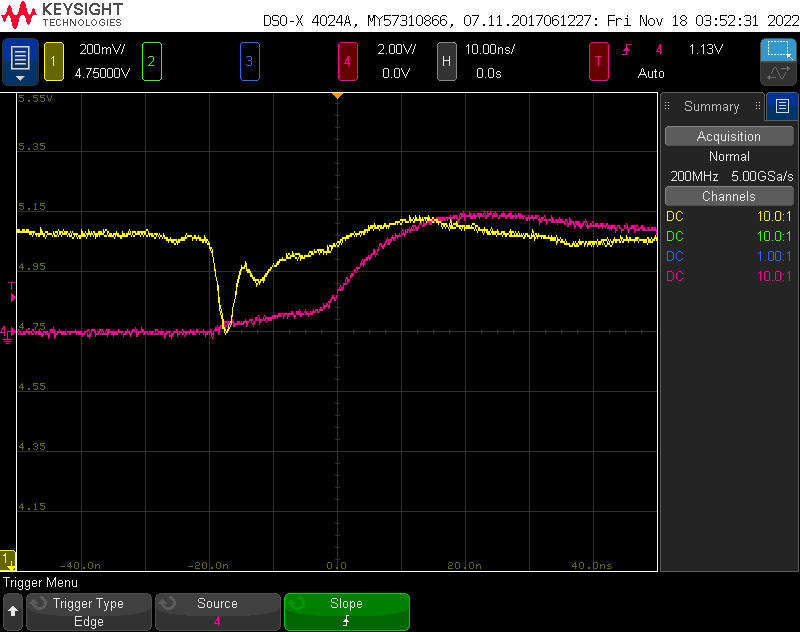 KEYSIGHT
TECHNOLOGIES
DSO-X 4024A, MY57310866, 07.11.2017061227: Fri Nov 18 03:52:31 2022
1 200mV/ 2 3 4 2.00V/ H 10.00ns/ T 4 1.13V
4.75000V 0.0V 0.0s Auto
5.55V
5.35
5.15
4.95
T
4 4.75
4.55
4.35
4.15
1
-40.0n -20.0n 0.0 20.0n 40.0ns
Summary
Acquisition
Normal
200MHz 5.00GSa/s
Channels
DC 10.0:1
DC 10.0:1
DC 1.00:1
DC 10.0:1
Trigger Menu
Trigger Type
Edge
Source
4
Slope